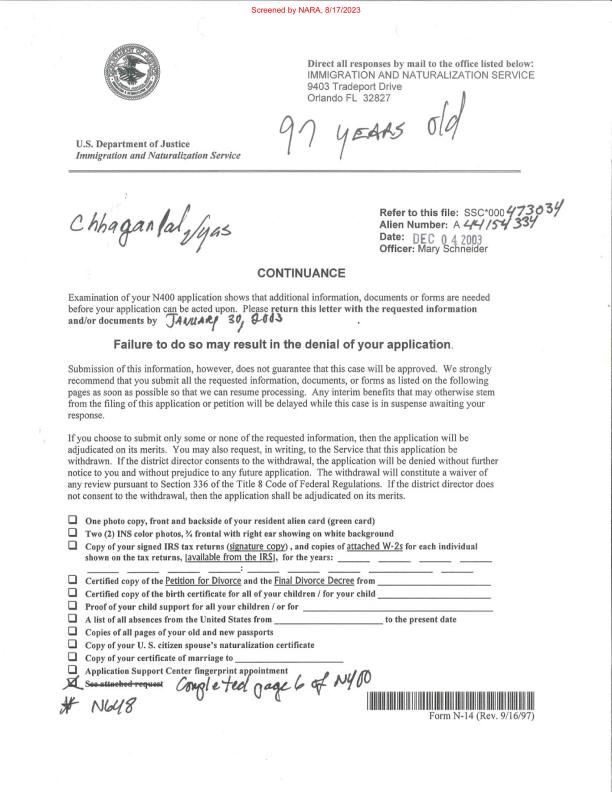 Screened by NARA, 8/17/2023
Direct all responses by mail to the office listed below:
IMMIGRATION AND NATURALIZATION SERVICE
9403 Tradeport Drive
Orlando FL 32827
97 YEARS old
U.S. Department of Justice
Immigration and Naturalization Service
Chhaganlal Vyas
Refer to this file: SSC*000473034
Alien Number: A 44154334
Date: DEC 04 2003
Officer: Mary Schneider
CONTINUANCE
Examination of your N400 application shows that additional information, documents or forms are needed
before your application can be acted upon. Please return this letter with the requested information
and/or documents by JANUARY 30, 2003 .
Failure to do so may result in the denial of your application.
Submission of this information, however, does not guarantee that this case will be approved. We strongly
recommend that you submit all the requested information, documents, or forms as listed on the following
pages as soon as possible so that we can resume processing. Any interim benefits that may otherwise stem
from the filing of this application or petition will be delayed while this case is in suspense awaiting your
response.
If you choose to submit only some or none of the requested information, then the application will be
adjudicated on its merits. You may also request, in writing, to the Service that this application be
withdrawn. If the district director consents to the withdrawal, the application will be denied without further
notice to you and without prejudice to any future application. The withdrawal will constitute a waiver of
any review pursuant to Section 336 of the Title 8 Code of Federal Regulations. If the district director does
not consent to the withdrawal, then the application shall be adjudicated on its merits.
One photo copy, front and backside of your resident alien card (green card)
Two (2) INS color photos, ¾ frontal with right ear showing on white background
Copy of your signed IRS tax returns (signature copy) , and copies of attached W-2s for each individual
shown on the tax returns, [available from the IRS], for the years: ____ ____ ____ ____
____ ____ ____ ____ : ____ ____ ____ ____ ____
Certified copy of the Petition for Divorce and the Final Divorce Decree from ____
Certified copy of the birth certificate for all of your children / for your child ____
Proof of your child support for all your children / or for ____
A list of all absences from the United States from ____ to the present date
Copies of all pages of your old and new passports
Copy of your U. S. citizen spouse's naturalization certificate
Copy of your certificate of marriage to ____
Application Support Center fingerprint appointment
See attached request Completed page 6 of N400
# N648
Form N-14 (Rev. 9/16/97)